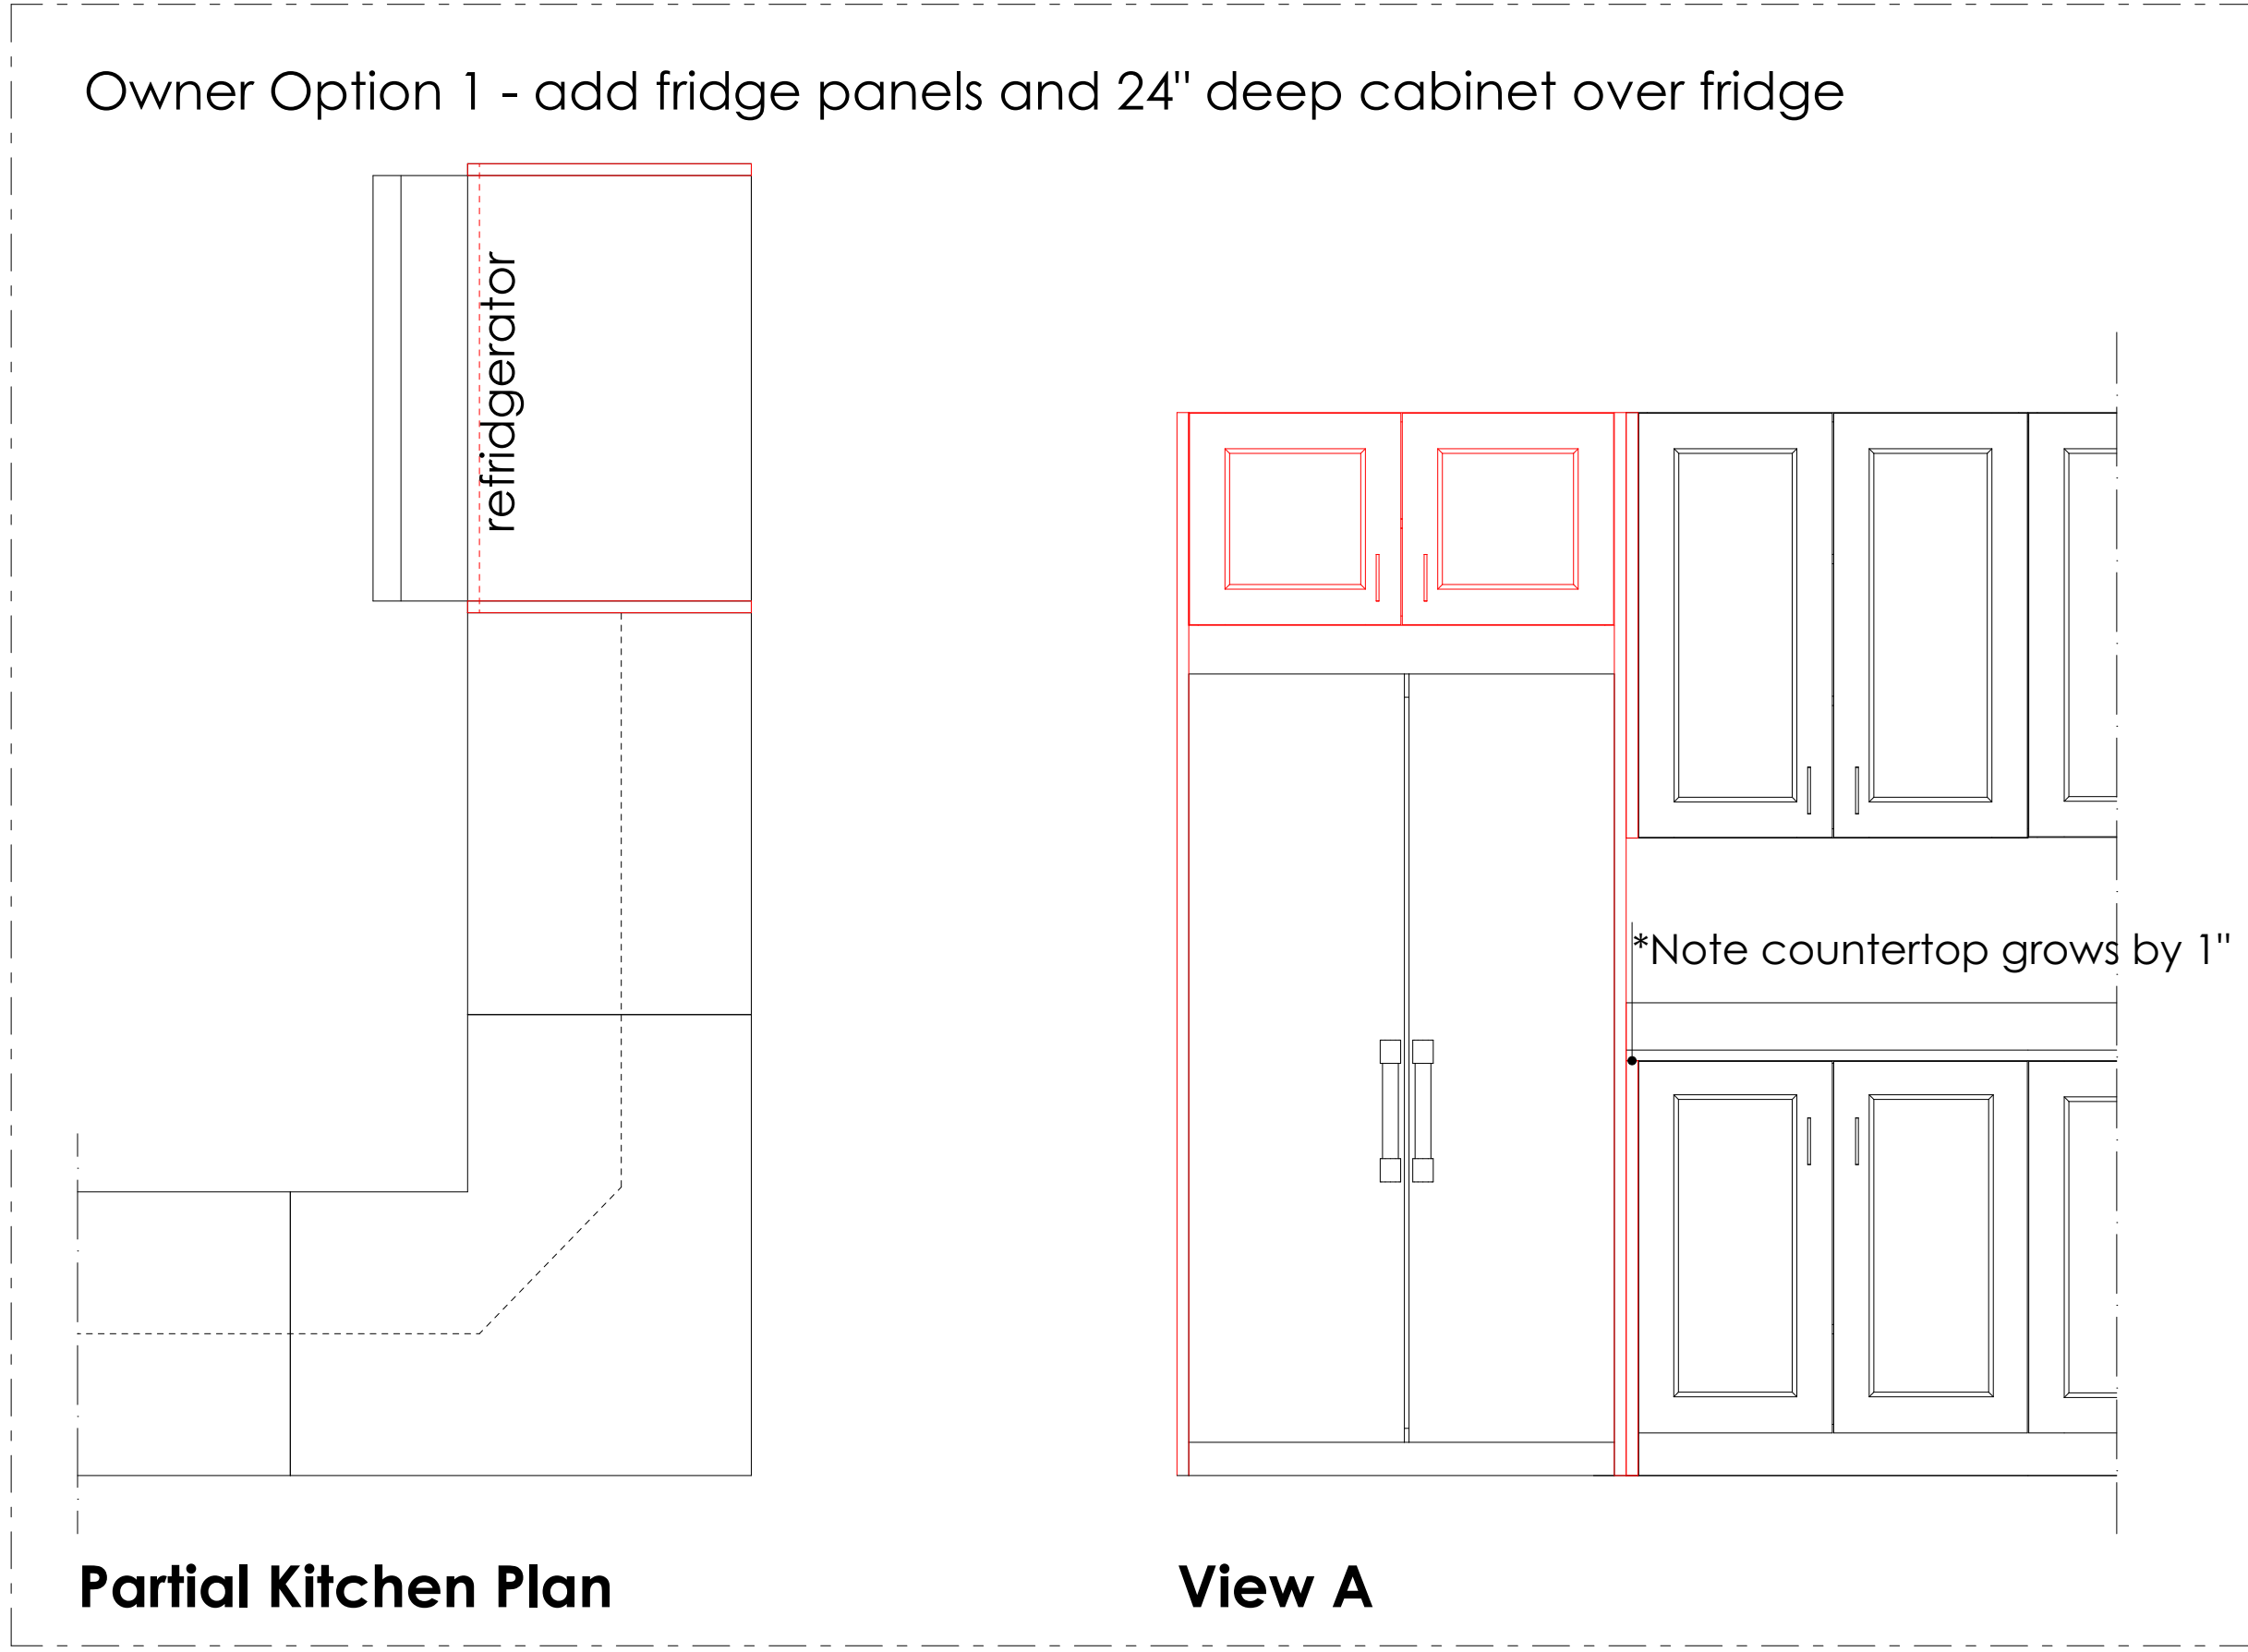 Owner Option 1 - add fridge panels and 24" deep cabinet over fridge
refridgerator
*Note countertop grows by 1"
Partial Kitchen Plan
View A